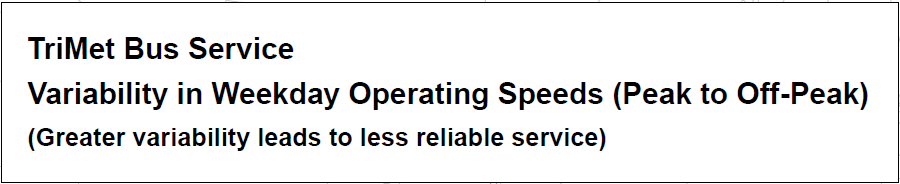 TriMet Bus Service
Variability in Weekday Operating Speeds (Peak to Off-Peak)
(Greater variability leads to less reliable service)